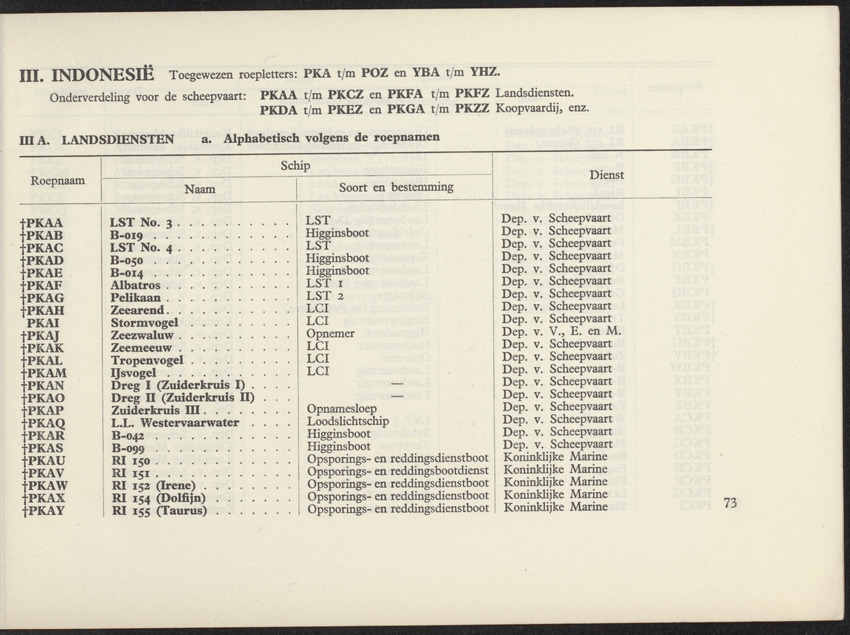 III. INDONESIË Toegewezen roepletters: PKA t/m POZ en YBA t/m YHZ.
Onderverdeling voor de scheepvaart: PKAA t/m PKCZ en PKFA t/m PKFZ Landsdiensten.
PKDA t/m PKEZ en PKGA t/m PKZZ Koopvaardij, enz.
III A. LANDSDIENSTEN a. Alphabetisch volgens de roepnamen
Roepnaam Schip Dienst
Naam Soort en bestemming
†PKAA LST No. 3 . . . . . . . . . . LST Dep. v. Scheepvaart
†PKAB B-019 . . . . . . . . . . . Higginsboot Dep. v. Scheepvaart
†PKAC LST No. 4 . . . . . . . . . . LST Dep. v. Scheepvaart
†PKAD B-050 . . . . . . . . . . . Higginsboot Dep. v. Scheepvaart
†PKAE B-014 . . . . . . . . . . . Higginsboot Dep. v. Scheepvaart
†PKAF Albatros . . . . . . . . . . LST 1 Dep. v. Scheepvaart
†PKAG Pelikaan . . . . . . . . . . LST 2 Dep. v. Scheepvaart
†PKAH Zeearend . . . . . . . . . . LCI Dep. v. Scheepvaart
PKAI Stormvogel . . . . . . . . . LCI Dep. v. Scheepvaart
†PKAJ Zeezwaluw . . . . . . . . . Opnemer Dep. v. V., E. en M.
†PKAK Zeemeeuw . . . . . . . . . LCI Dep. v. Scheepvaart
†PKAL Tropenvogel . . . . . . . . LCI Dep. v. Scheepvaart
†PKAM IJsvogel . . . . . . . . . . LCI Dep. v. Scheepvaart
†PKAN Dreg I (Zuiderkruis I) . . . . — Dep. v. Scheepvaart
†PKAO Dreg II (Zuiderkruis II) . . . — Dep. v. Scheepvaart
†PKAP Zuiderkruis III . . . . . . . . Opnamesloep Dep. v. Scheepvaart
†PKAQ L.L. Westervaarwater . . . . Loodslichtschip Dep. v. Scheepvaart
†PKAR B-042 . . . . . . . . . . . Higginsboot Dep. v. Scheepvaart
†PKAS B-099 . . . . . . . . . . . Higginsboot Dep. v. Scheepvaart
†PKAU RI 150 . . . . . . . . . . . Opsporings- en reddingsdienstboot Koninklijke Marine
†PKAV RI 151 . . . . . . . . . . . Opsporings- en reddingsbootdienst Koninklijke Marine
†PKAW RI 152 (Irene) . . . . . . . Opsporings- en reddingsdienstboot Koninklijke Marine
†PKAX RI 154 (Dolfijn) . . . . . . Opsporings- en reddingsdienstboot Koninklijke Marine
†PKAY RI 155 (Taurus) . . . . . . Opsporings- en reddingsdienstboot Koninklijke Marine
73